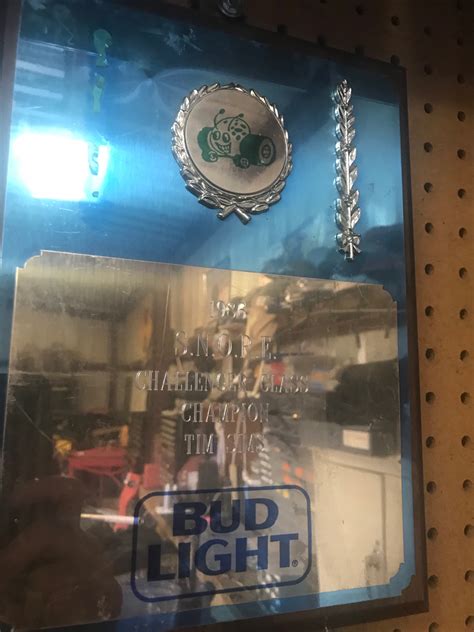 S.N.O.R.E.
CHALLENGER CLASS
CHAMPION
TIM
BUD
LIGHT®